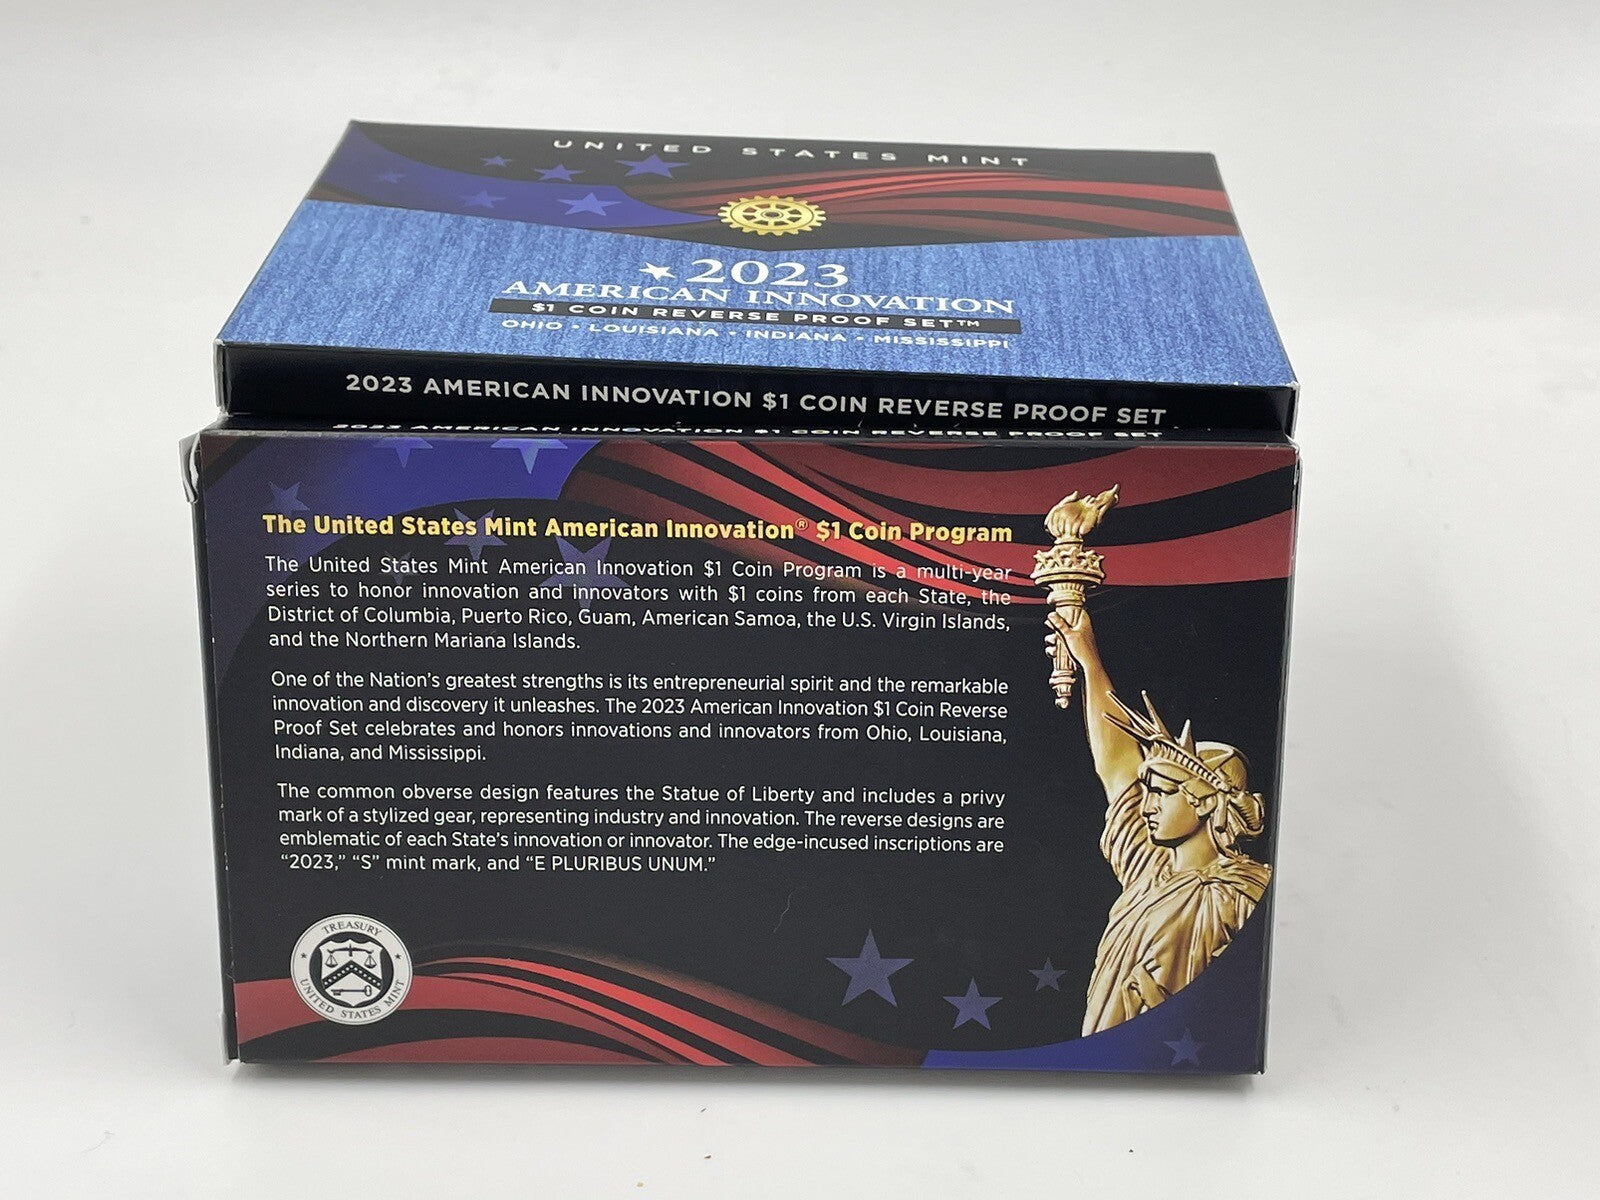 UNITED STATES MINT
2023
AMERICAN INNOVATION
$1 COIN REVERSE PROOF SET™
OHIO • LOUISIANA • INDIANA • MISSISSIPPI
2023 AMERICAN INNOVATION $1 COIN REVERSE PROOF SET
2023 AMERICAN INNOVATION $1 COIN REVERSE PROOF SET
The United States Mint American Innovation® $1 Coin Program
The United States Mint American Innovation $1 Coin Program is a multi-year
series to honor innovation and innovators with $1 coins from each State, the
District of Columbia, Puerto Rico, Guam, American Samoa, the U.S. Virgin Islands,
and the Northern Mariana Islands.
One of the Nation's greatest strengths is its entrepreneurial spirit and the remarkable
innovation and discovery it unleashes. The 2023 American Innovation $1 Coin Reverse
Proof Set celebrates and honors innovations and innovators from Ohio, Louisiana,
Indiana, and Mississippi.
The common obverse design features the Statue of Liberty and includes a privy
mark of a stylized gear, representing industry and innovation. The reverse designs are
emblematic of each State's innovation or innovator. The edge-incused inscriptions are
“2023,” “S” mint mark, and “E PLURIBUS UNUM.”
TREASURY
UNITED STATES MINT